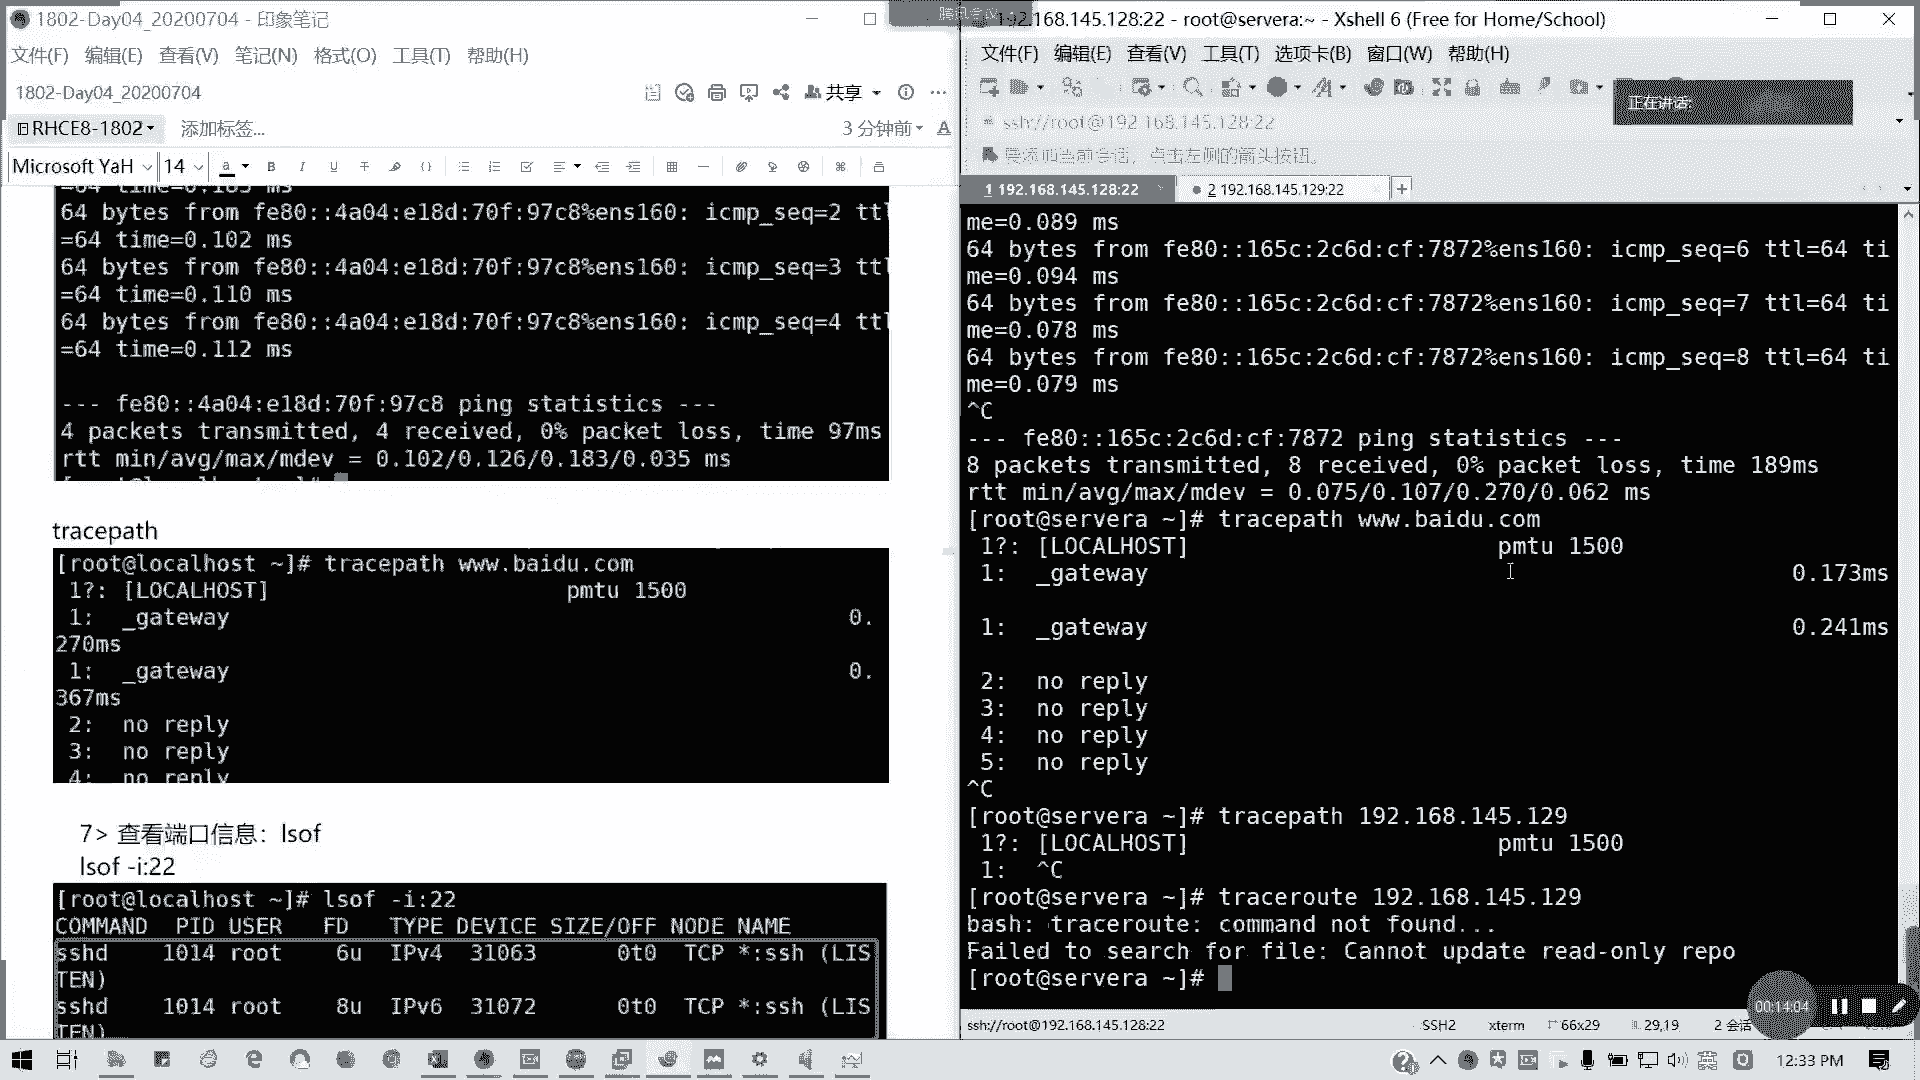 1802-Day04_20200704 - 印象笔记
文件(F) 编辑(E) 查看(V) 笔记(N) 格式(O) 工具(T) 帮助(H)
1802-Day04_20200704
共享
RHCE8-1802
添加标签...
3 分钟前
Microsoft YaH
14
=64 time=0.183 ms
64 bytes from fe80::4a04:e18d:70f:97c8%ens160: icmp_seq=2 ttl
=64 time=0.102 ms
64 bytes from fe80::4a04:e18d:70f:97c8%ens160: icmp_seq=3 ttl
=64 time=0.110 ms
64 bytes from fe80::4a04:e18d:70f:97c8%ens160: icmp_seq=4 ttl
=64 time=0.112 ms
--- fe80::4a04:e18d:70f:97c8 ping statistics ---
4 packets transmitted, 4 received, 0% packet loss, time 97ms
rtt min/avg/max/mdev = 0.102/0.126/0.183/0.035 ms
tracepath
[root@localhost ~]# tracepath www.baidu.com
1?: [LOCALHOST] pmtu 1500
1: _gateway 0.
270ms
1: _gateway 0.
367ms
2: no reply
3: no reply
4: no reply
7> 查看端口信息：lsof
lsof -i:22
[root@localhost ~]# lsof -i:22
COMMAND PID USER FD TYPE DEVICE SIZE/OFF NODE NAME
sshd 1014 root 6u IPv4 31063 0t0 TCP *:ssh (LIS
TEN)
sshd 1014 root 8u IPv6 31072 0t0 TCP *:ssh (LIS
TEN)
腾讯会议
192.168.145.128:22 - root@servera:~ - Xshell 6 (Free for Home/School)
文件(F) 编辑(E) 查看(V) 工具(T) 选项卡(B) 窗口(W) 帮助(H)
正在讲话:
ssh://root@192.168.145.128:22
要添加当前会话，点击左侧的箭头按钮。
1 192.168.145.128:22
2 192.168.145.129:22
me=0.089 ms
64 bytes from fe80::165c:2c6d:cf:7872%ens160: icmp_seq=6 ttl=64 ti
me=0.094 ms
64 bytes from fe80::165c:2c6d:cf:7872%ens160: icmp_seq=7 ttl=64 ti
me=0.078 ms
64 bytes from fe80::165c:2c6d:cf:7872%ens160: icmp_seq=8 ttl=64 ti
me=0.079 ms
^C
--- fe80::165c:2c6d:cf:7872 ping statistics ---
8 packets transmitted, 8 received, 0% packet loss, time 189ms
rtt min/avg/max/mdev = 0.075/0.107/0.270/0.062 ms
[root@servera ~]# tracepath www.baidu.com
1?: [LOCALHOST] pmtu 1500
1: _gateway 0.173ms
1: _gateway 0.241ms
2: no reply
3: no reply
4: no reply
5: no reply
^C
[root@servera ~]# tracepath 192.168.145.129
1?: [LOCALHOST] pmtu 1500
1: ^C
[root@servera ~]# traceroute 192.168.145.129
bash: traceroute: command not found...
Failed to search for file: Cannot update read-only repo
[root@servera ~]#
00:14:04
ssh://root@192.168.145.128:22
SSH2
xterm
66x29
29,19
2 会话
12:33 PM